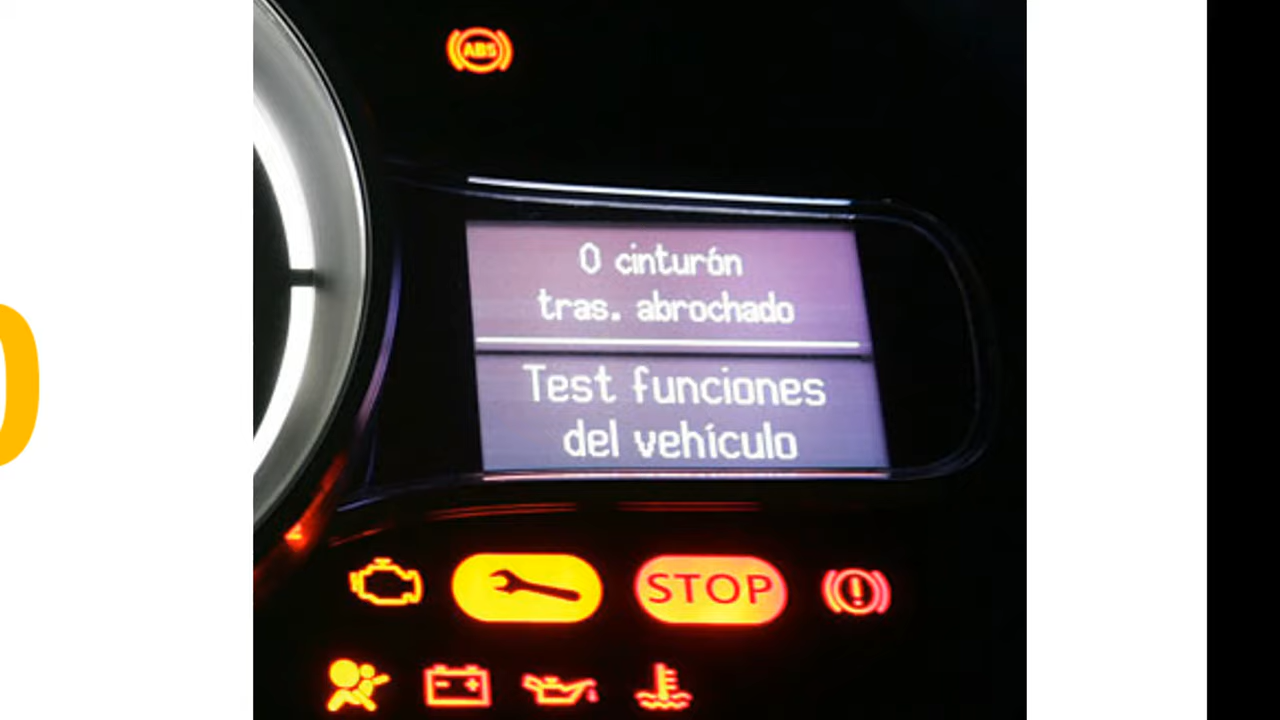 ABS
0 cinturón
tras. abrochado
Test funciones
del vehículo
STOP